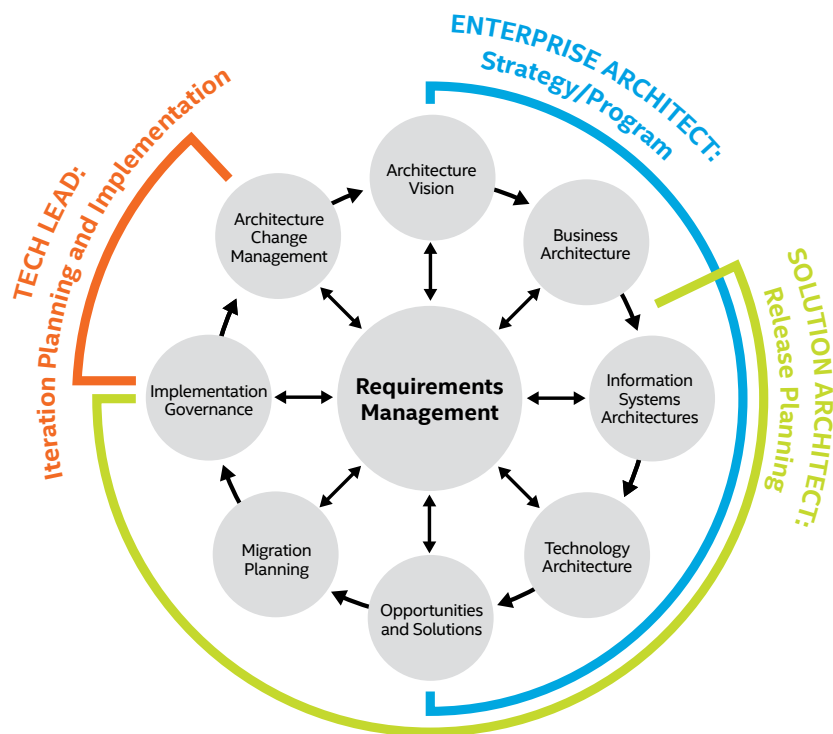 ENTERPRISE ARCHITECT:
Strategy/Program
TECH LEAD:
Iteration Planning and Implementation
SOLUTION ARCHITECT:
Release Planning
Architecture
Vision
Business
Architecture
Information
Systems
Architectures
Technology
Architecture
Opportunities
and Solutions
Migration
Planning
Implementation
Governance
Architecture
Change
Management
Requirements
Management